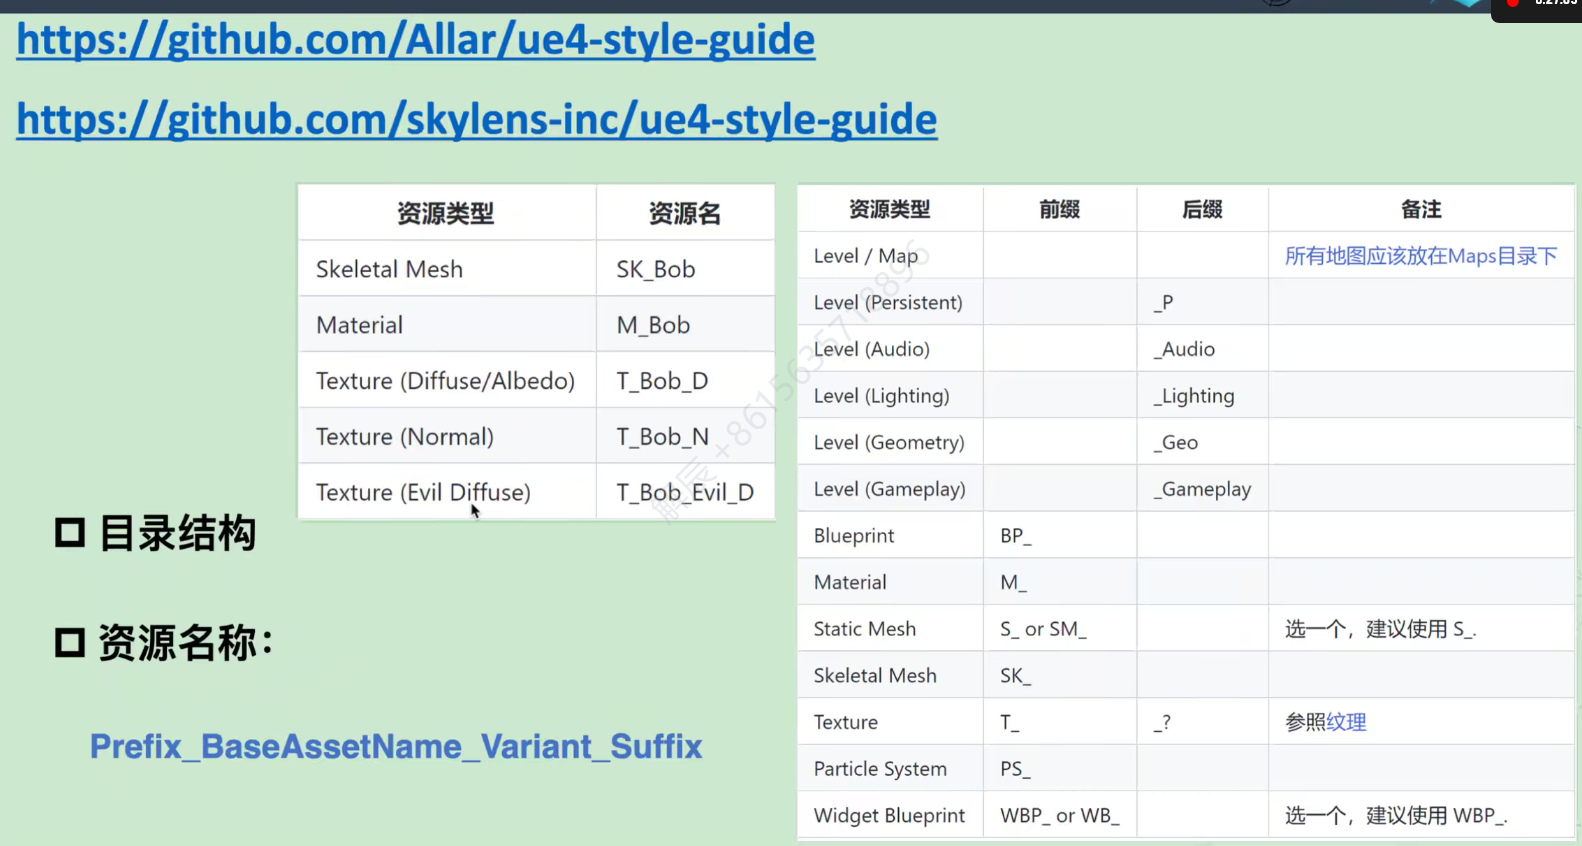 https://github.com/Allar/ue4-style-guide
https://github.com/skylens-inc/ue4-style-guide
资源类型 资源名
Skeletal Mesh SK_Bob
Material M_Bob
Texture (Diffuse/Albedo) T_Bob_D
Texture (Normal) T_Bob_N
Texture (Evil Diffuse) T_Bob_Evil_D
目录结构
资源名称：
Prefix_BaseAssetName_Variant_Suffix
资源类型 前缀 后缀 备注
Level / Map 所有地图应该放在Maps目录下
Level (Persistent) _P
Level (Audio) _Audio
Level (Lighting) _Lighting
Level (Geometry) _Geo
Level (Gameplay) _Gameplay
Blueprint BP_
Material M_
Static Mesh S_ or SM_ 选一个，建议使用 S_.
Skeletal Mesh SK_
Texture T_ _? 参照纹理
Particle System PS_
Widget Blueprint WBP_ or WB_ 选一个，建议使用 WBP_.